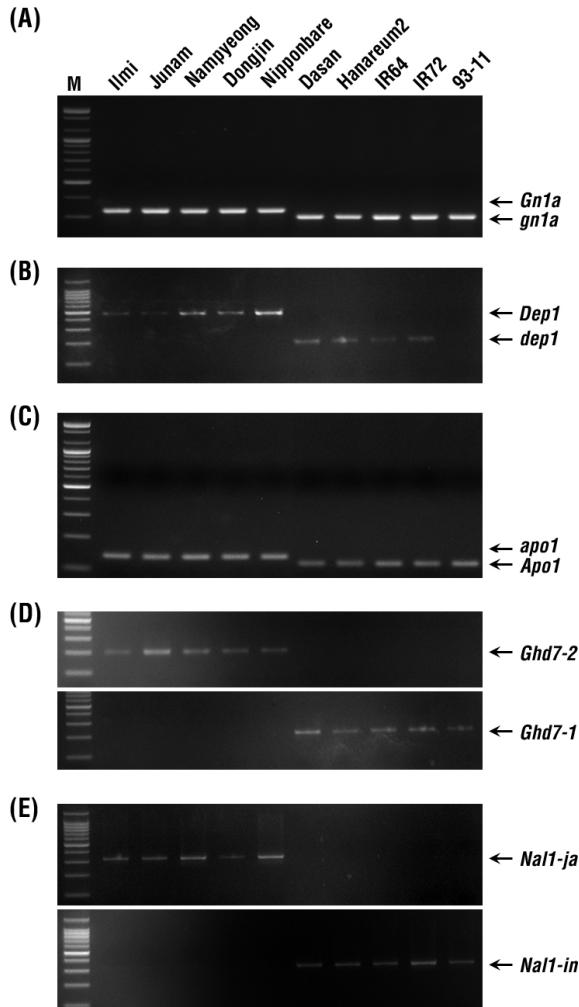 (A)
M
Ilmi
Junam
Nampyeong
Dongjin
Nipponbare
Dasan
Hanareum2
IR64
IR72
93-11
Gn1a
gn1a
(B)
Dep1
dep1
(C)
apo1
Apo1
(D)
Ghd7-2
Ghd7-1
(E)
Nal1-ja
Nal1-in